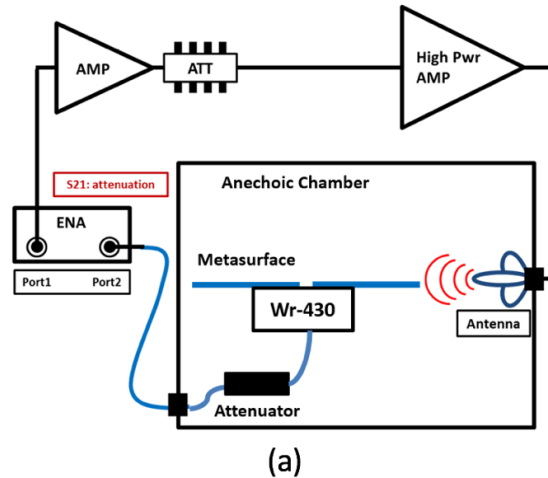 AMP
ATT
High Pwr
AMP
S21: attenuation
ENA
Port1
Port2
Anechoic Chamber
Metasurface
Wr-430
Antenna
Attenuator
(a)